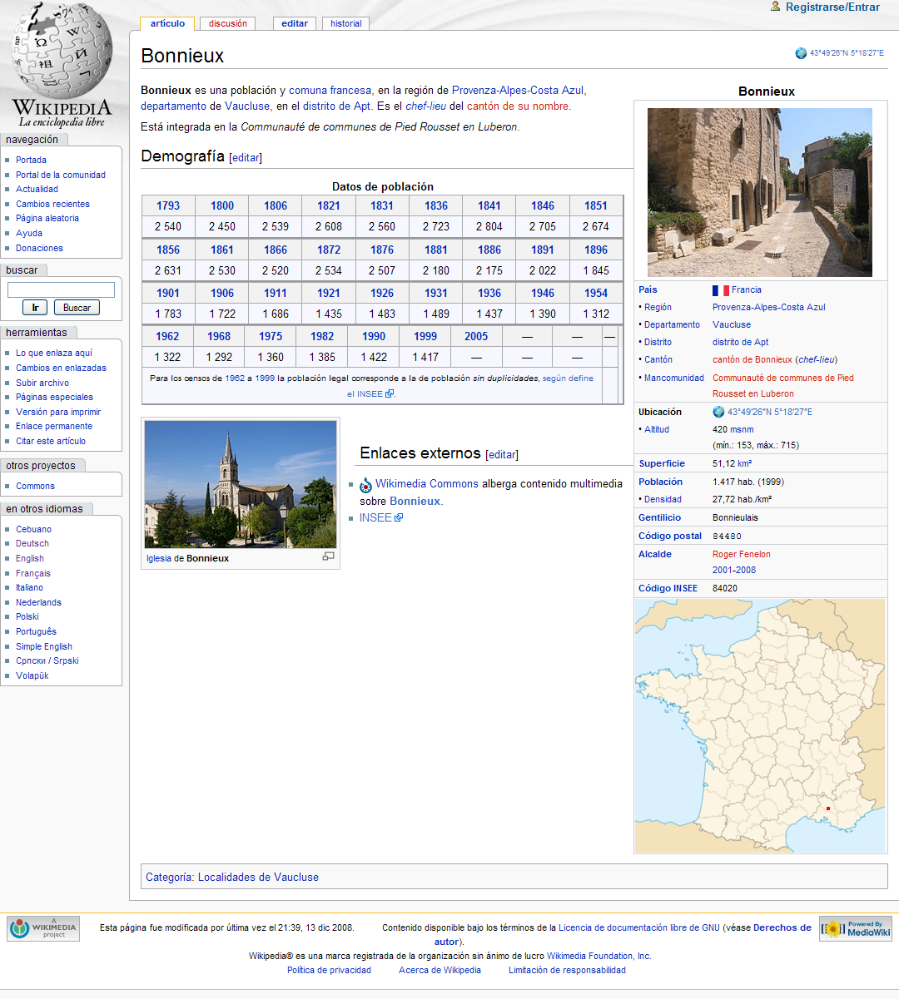 Registrarse/Entrar
artículo discusión editar historial
Bonnieux
43°49′26″N 5°18′27″E
WIKIPEDIA
La enciclopedia libre
navegación
Portada
Portal de la comunidad
Actualidad
Cambios recientes
Página aleatoria
Ayuda
Donaciones
buscar
Ir Buscar
herramientas
Lo que enlaza aquí
Cambios en enlazadas
Subir archivo
Páginas especiales
Versión para imprimir
Enlace permanente
Citar este artículo
otros proyectos
Commons
en otros idiomas
Cebuano
Deutsch
English
Français
Italiano
Nederlands
Polski
Português
Simple English
Српски / Srpski
Volapük
Bonnieux es una población y comuna francesa, en la región de Provenza-Alpes-Costa Azul,
departamento de Vaucluse, en el distrito de Apt. Es el chef-lieu del cantón de su nombre.
Está integrada en la Communauté de communes de Pied Rousset en Luberon.
Demografía [editar]
Datos de población
1793 1800 1806 1821 1831 1836 1841 1846 1851
2 540 2 450 2 539 2 608 2 560 2 723 2 804 2 705 2 674
1856 1861 1866 1872 1876 1881 1886 1891 1896
2 631 2 530 2 520 2 534 2 507 2 180 2 175 2 022 1 845
1901 1906 1911 1921 1926 1931 1936 1946 1954
1 783 1 722 1 686 1 435 1 483 1 489 1 437 1 390 1 312
1962 1968 1975 1982 1990 1999 2005 — — —
1 322 1 292 1 360 1 385 1 422 1 417 — — —
Para los censos de 1962 a 1999 la población legal corresponde a la de población sin duplicidades, según define
el INSEE.
Iglesia de Bonnieux
Enlaces externos [editar]
Wikimedia Commons alberga contenido multimedia
sobre Bonnieux.
INSEE
Bonnieux
País Francia
• Región Provenza-Alpes-Costa Azul
• Departamento Vaucluse
• Distrito distrito de Apt
• Cantón cantón de Bonnieux (chef-lieu)
• Mancomunidad Communauté de communes de Pied
Rousset en Luberon
Ubicación 43°49′26″N 5°18′27″E
• Altitud 420 msnm
(mín.: 153, máx.: 715)
Superficie 51,12 km²
Población 1.417 hab. (1999)
• Densidad 27,72 hab./km²
Gentilicio Bonnieulais
Código postal 84480
Alcalde Roger Fenelon
2001-2008
Código INSEE 84020
Categoría: Localidades de Vaucluse
A
WIKIMEDIA
project
Esta página fue modificada por última vez el 21:39, 13 dic 2008. Contenido disponible bajo los términos de la Licencia de documentación libre de GNU (véase Derechos de
autor).
Wikipedia® es una marca registrada de la organización sin ánimo de lucro Wikimedia Foundation, Inc.
Política de privacidad Acerca de Wikipedia Limitación de responsabilidad
Powered By
MediaWiki